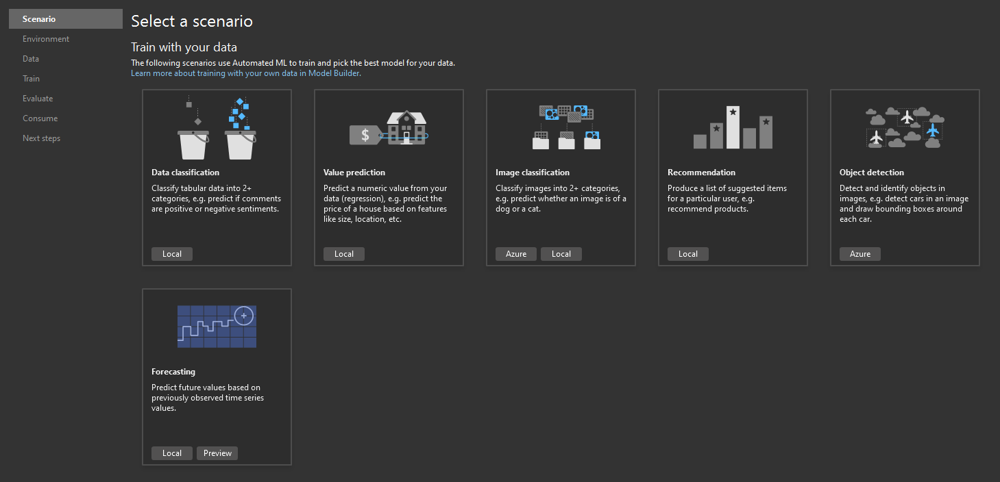 Scenario
Environment
Data
Train
Evaluate
Consume
Next steps
Select a scenario
Train with your data
The following scenarios use Automated ML to train and pick the best model for your data.
Learn more about training with your own data in Model Builder.
Data classification
Classify tabular data into 2+
categories, e.g. predict if comments
are positive or negative sentiments.
Local
$
Value prediction
Predict a numeric value from your
data (regression), e.g. predict the
price of a house based on features
like size, location, etc.
Local
Image classification
Classify images into 2+ categories,
e.g. predict whether an image is of a
dog or a cat.
Azure Local
Recommendation
Produce a list of suggested items
for a particular user, e.g.
recommend products.
Local
Object detection
Detect and identify objects in
images, e.g. detect cars in an image
and draw bounding boxes around
each car.
Azure
Forecasting
Predict future values based on
previously observed time series
values.
Local Preview